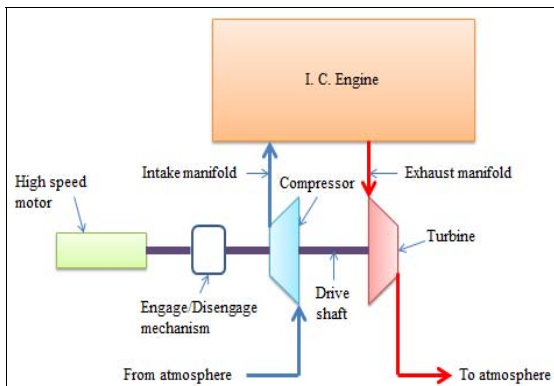 I. C. Engine
Intake manifold
Exhaust manifold
High speed
motor
Compressor
Turbine
Engage/Disengage
mechanism
Drive
shaft
From atmosphere
To atmosphere